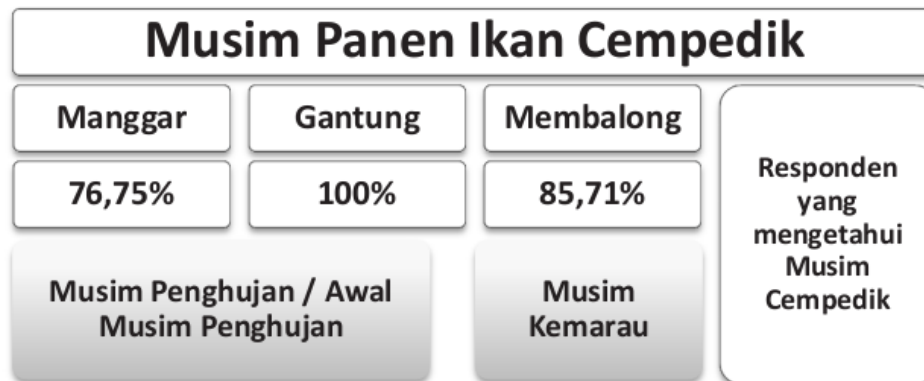 Musim Panen Ikan Cempedik
Manggar
Gantung
Membalong
76,75%
100%
85,71%
Musim Penghujan / Awal
Musim Penghujan
Musim
Kemarau
Responden
yang
mengetahui
Musim
Cempedik